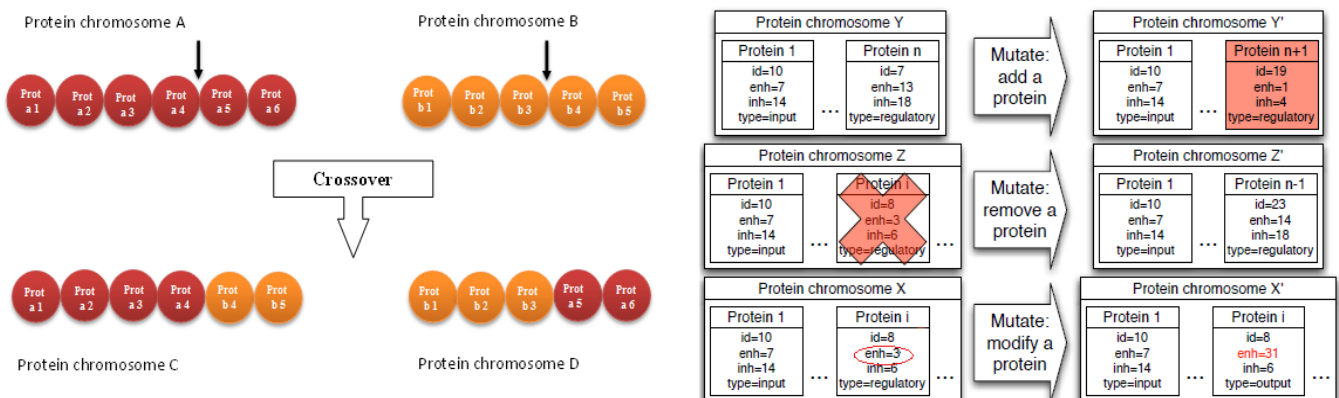 Protein chromosome A
Protein chromosome B
Prot a 1
Prot a 2
Prot a 3
Prot a 4
Prot a 5
Prot a 6
Prot b 1
Prot b 2
Prot b 3
Prot b 4
Prot b 5
Crossover
Prot a 1
Prot a 2
Prot a 3
Prot a 4
Prot b 4
Prot b 5
Prot b 1
Prot b 2
Prot b 3
Prot a 5
Prot a 6
Protein chromosome C
Protein chromosome D
Protein chromosome Y
Protein 1
id=10
enh=7
inh=14
type=input
...
Protein n
id=7
enh=13
inh=18
type=regulatory
Mutate:
add a
protein
Protein chromosome Y'
Protein 1
id=10
enh=7
inh=14
type=input
...
Protein n+1
id=19
enh=1
inh=4
type=regulatory
Protein chromosome Z
Protein 1
id=10
enh=7
inh=14
type=input
...
Protein i
id=8
enh=3
inh=6
type=regulatory
...
Mutate:
remove a
protein
Protein chromosome Z'
Protein 1
id=10
enh=7
inh=14
type=input
...
Protein n-1
id=23
enh=14
inh=18
type=regulatory
Protein chromosome X
Protein 1
id=10
enh=7
inh=14
type=input
...
Protein i
id=8
enh=3
inh=6
type=regulatory
...
Mutate:
modify a
protein
Protein chromosome X'
Protein 1
id=10
enh=7
inh=14
type=input
...
Protein i
id=8
enh=31
inh=6
type=output
...